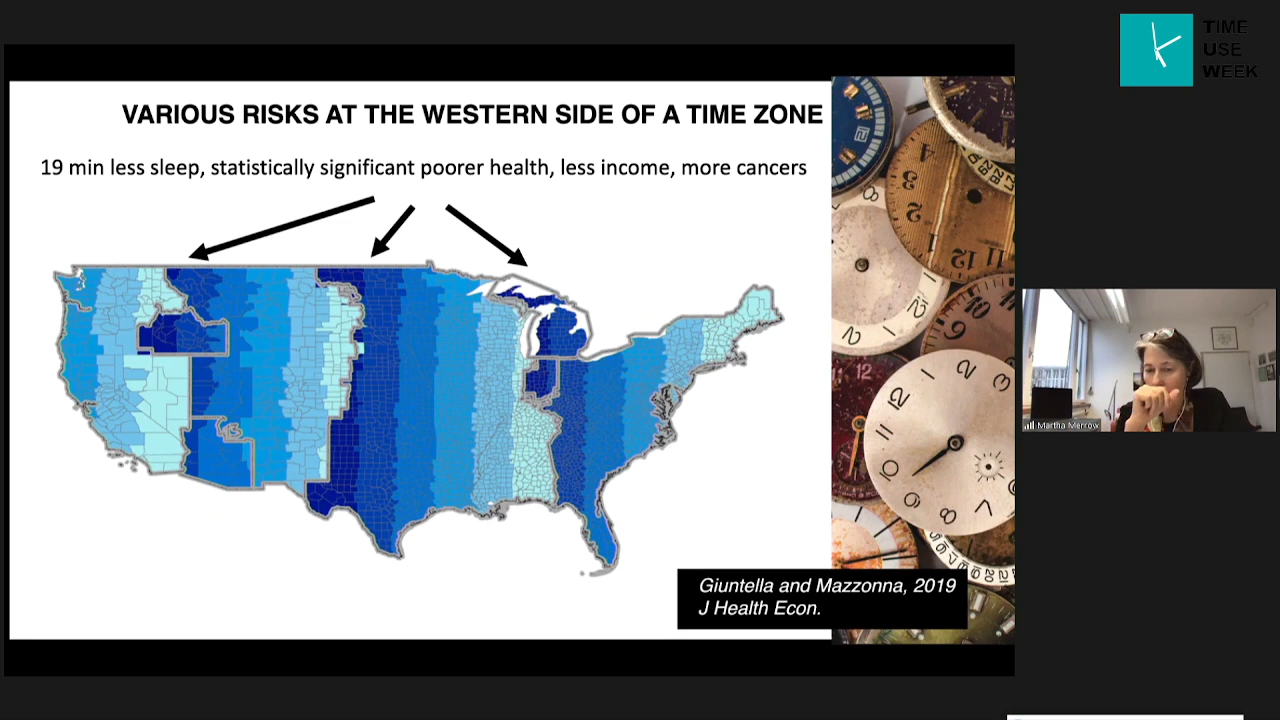 TIME
USE
WEEK
VARIOUS RISKS AT THE WESTERN SIDE OF A TIME ZONE
19 min less sleep, statistically significant poorer health, less income, more cancers
Giuntella and Mazzonna, 2019
J Health Econ.
Martha Merrow